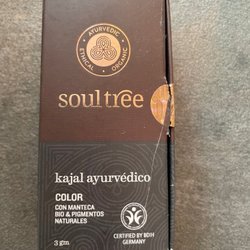 AYURVEDIC
ETHICAL • ORGANIC
soultree
kajal ayurvédico
COLOR
CON MANTECA
BIO & PIGMENTOS
NATURALES
3 gm
CERTIFIED BY BDIH
GERMANY